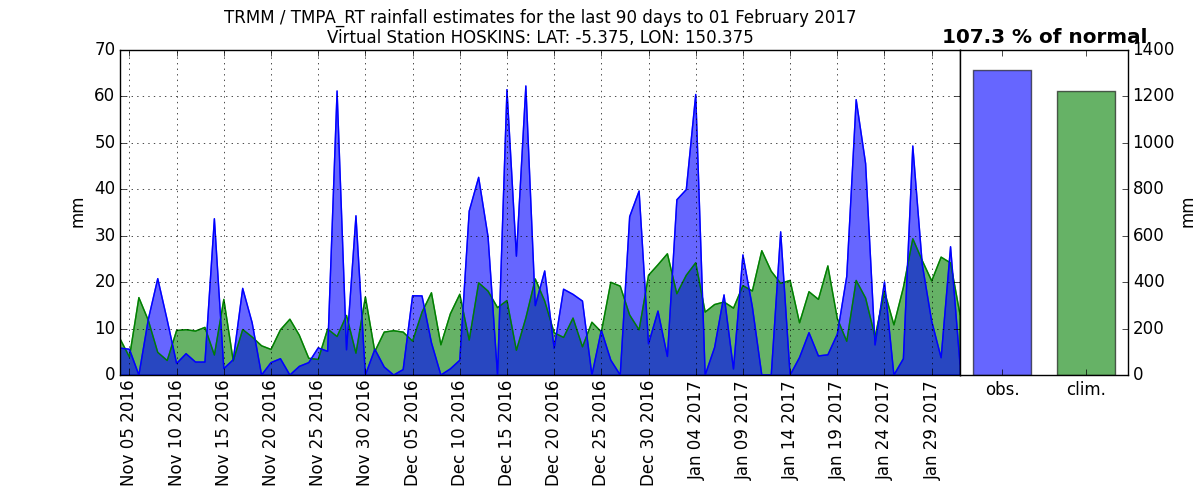 TRMM / TMPA_RT rainfall estimates for the last 90 days to 01 February 2017
Virtual Station HOSKINS: LAT: -5.375, LON: 150.375
107.3 % of normal
70
60
50
40
30
20
10
0
mm
Nov 05 2016
Nov 10 2016
Nov 15 2016
Nov 20 2016
Nov 25 2016
Nov 30 2016
Dec 05 2016
Dec 10 2016
Dec 15 2016
Dec 20 2016
Dec 25 2016
Dec 30 2016
Jan 04 2017
Jan 09 2017
Jan 14 2017
Jan 19 2017
Jan 24 2017
Jan 29 2017
obs.
clim.
1400
1200
1000
800
600
400
200
0
mm